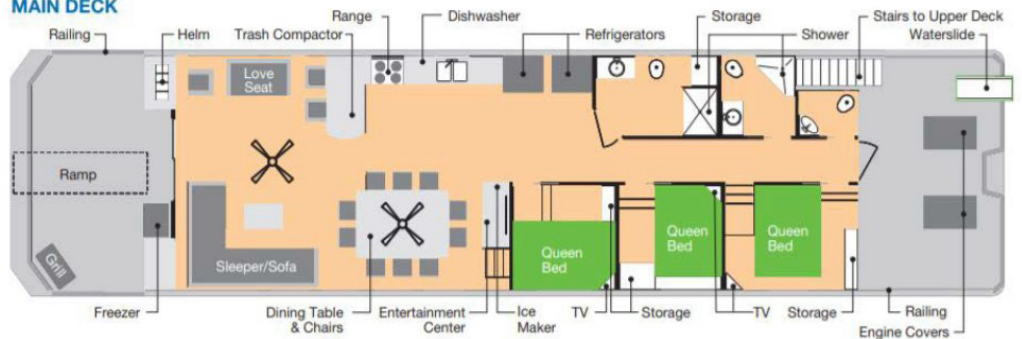 MAIN DECK
Railing
Helm
Trash Compactor
Range
Dishwasher
Refrigerators
Storage
Shower
Stairs to Upper Deck
Waterslide
Love
Seat
Ramp
Grill
Sleeper/Sofa
Queen
Bed
Queen
Bed
Queen
Bed
Freezer
Dining Table
& Chairs
Entertainment
Center
Ice
Maker
TV
Storage
TV
Storage
Railing
Engine Covers